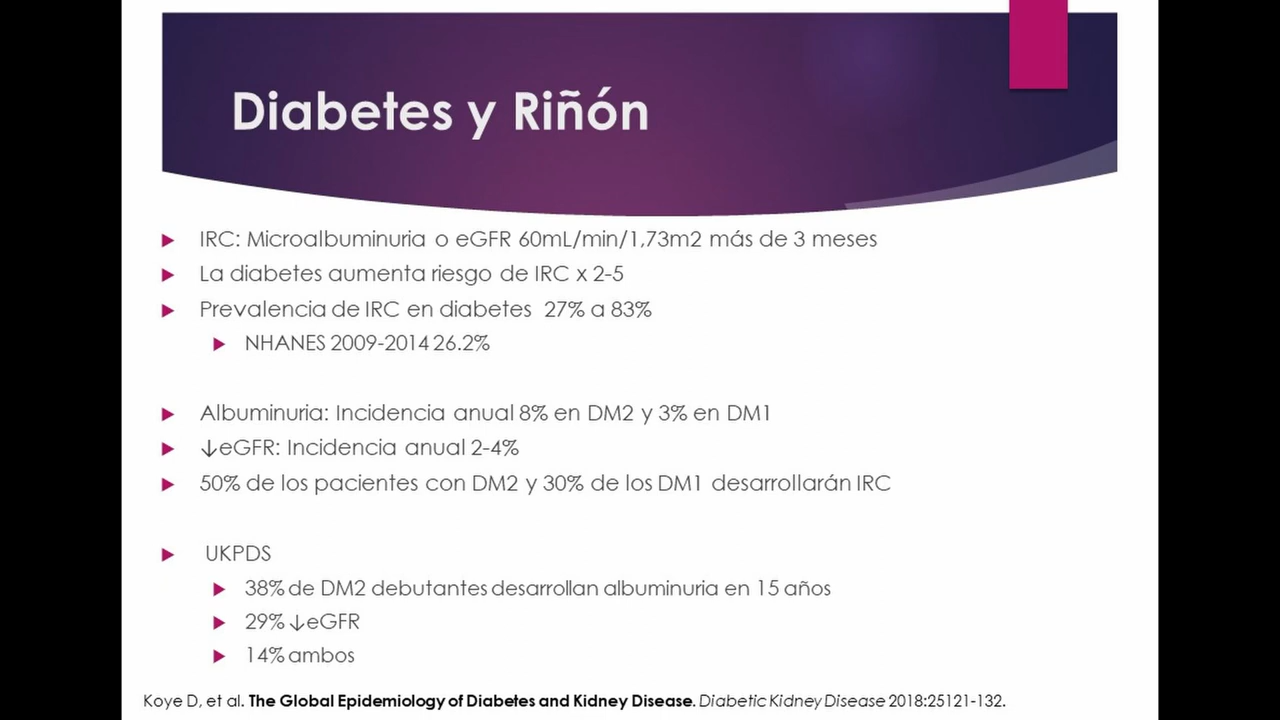 Diabetes y Riñón
IRC: Microalbuminuria o eGFR 60mL/min/1,73m2 más de 3 meses
La diabetes aumenta riesgo de IRC x 2-5
Prevalencia de IRC en diabetes 27% a 83%
NHANES 2009-2014 26.2%
Albuminuria: Incidencia anual 8% en DM2 y 3% en DM1
↓eGFR: Incidencia anual 2-4%
50% de los pacientes con DM2 y 30% de los DM1 desarrollarán IRC
UKPDS
38% de DM2 debutantes desarrollan albuminuria en 15 años
29% ↓eGFR
14% ambos
Koye D, et al. The Global Epidemiology of Diabetes and Kidney Disease. Diabetic Kidney Disease 2018:25121-132.